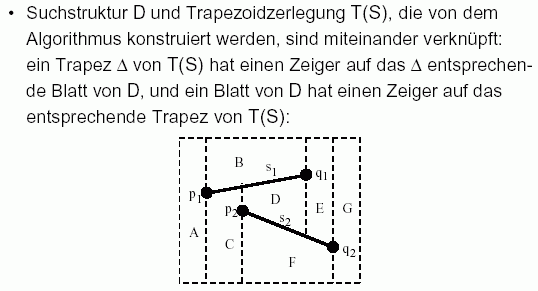 • Suchstruktur D und Trapezoidzerlegung T(S), die von dem
Algorithmus konstruiert werden, sind miteinander verknüpft:
ein Trapez Δ von T(S) hat einen Zeiger auf das Δ entsprechen-
de Blatt von D, und ein Blatt von D hat einen Zeiger auf das
entsprechende Trapez von T(S):
B
s1
q1
p1
D
p2
s2
E
G
A
C
q2
F